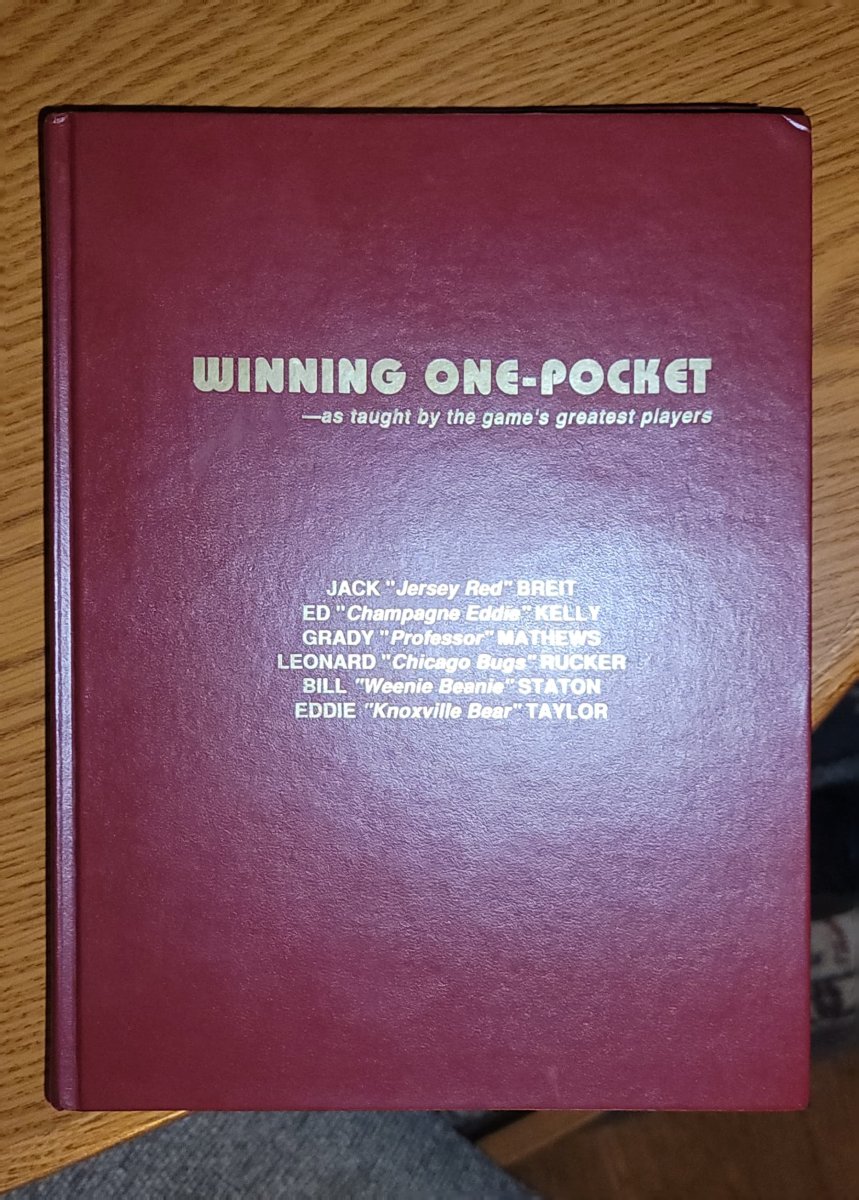 WINNING ONE-POCKET
—as taught by the game's greatest players
JACK "Jersey Red" BREIT
ED "Champagne Eddie" KELLY
GRADY "Professor" MATHEWS
LEONARD "Chicago Bugs" RUCKER
BILL "Weenie Beanie" STATON
EDDIE "Knoxville Bear" TAYLOR